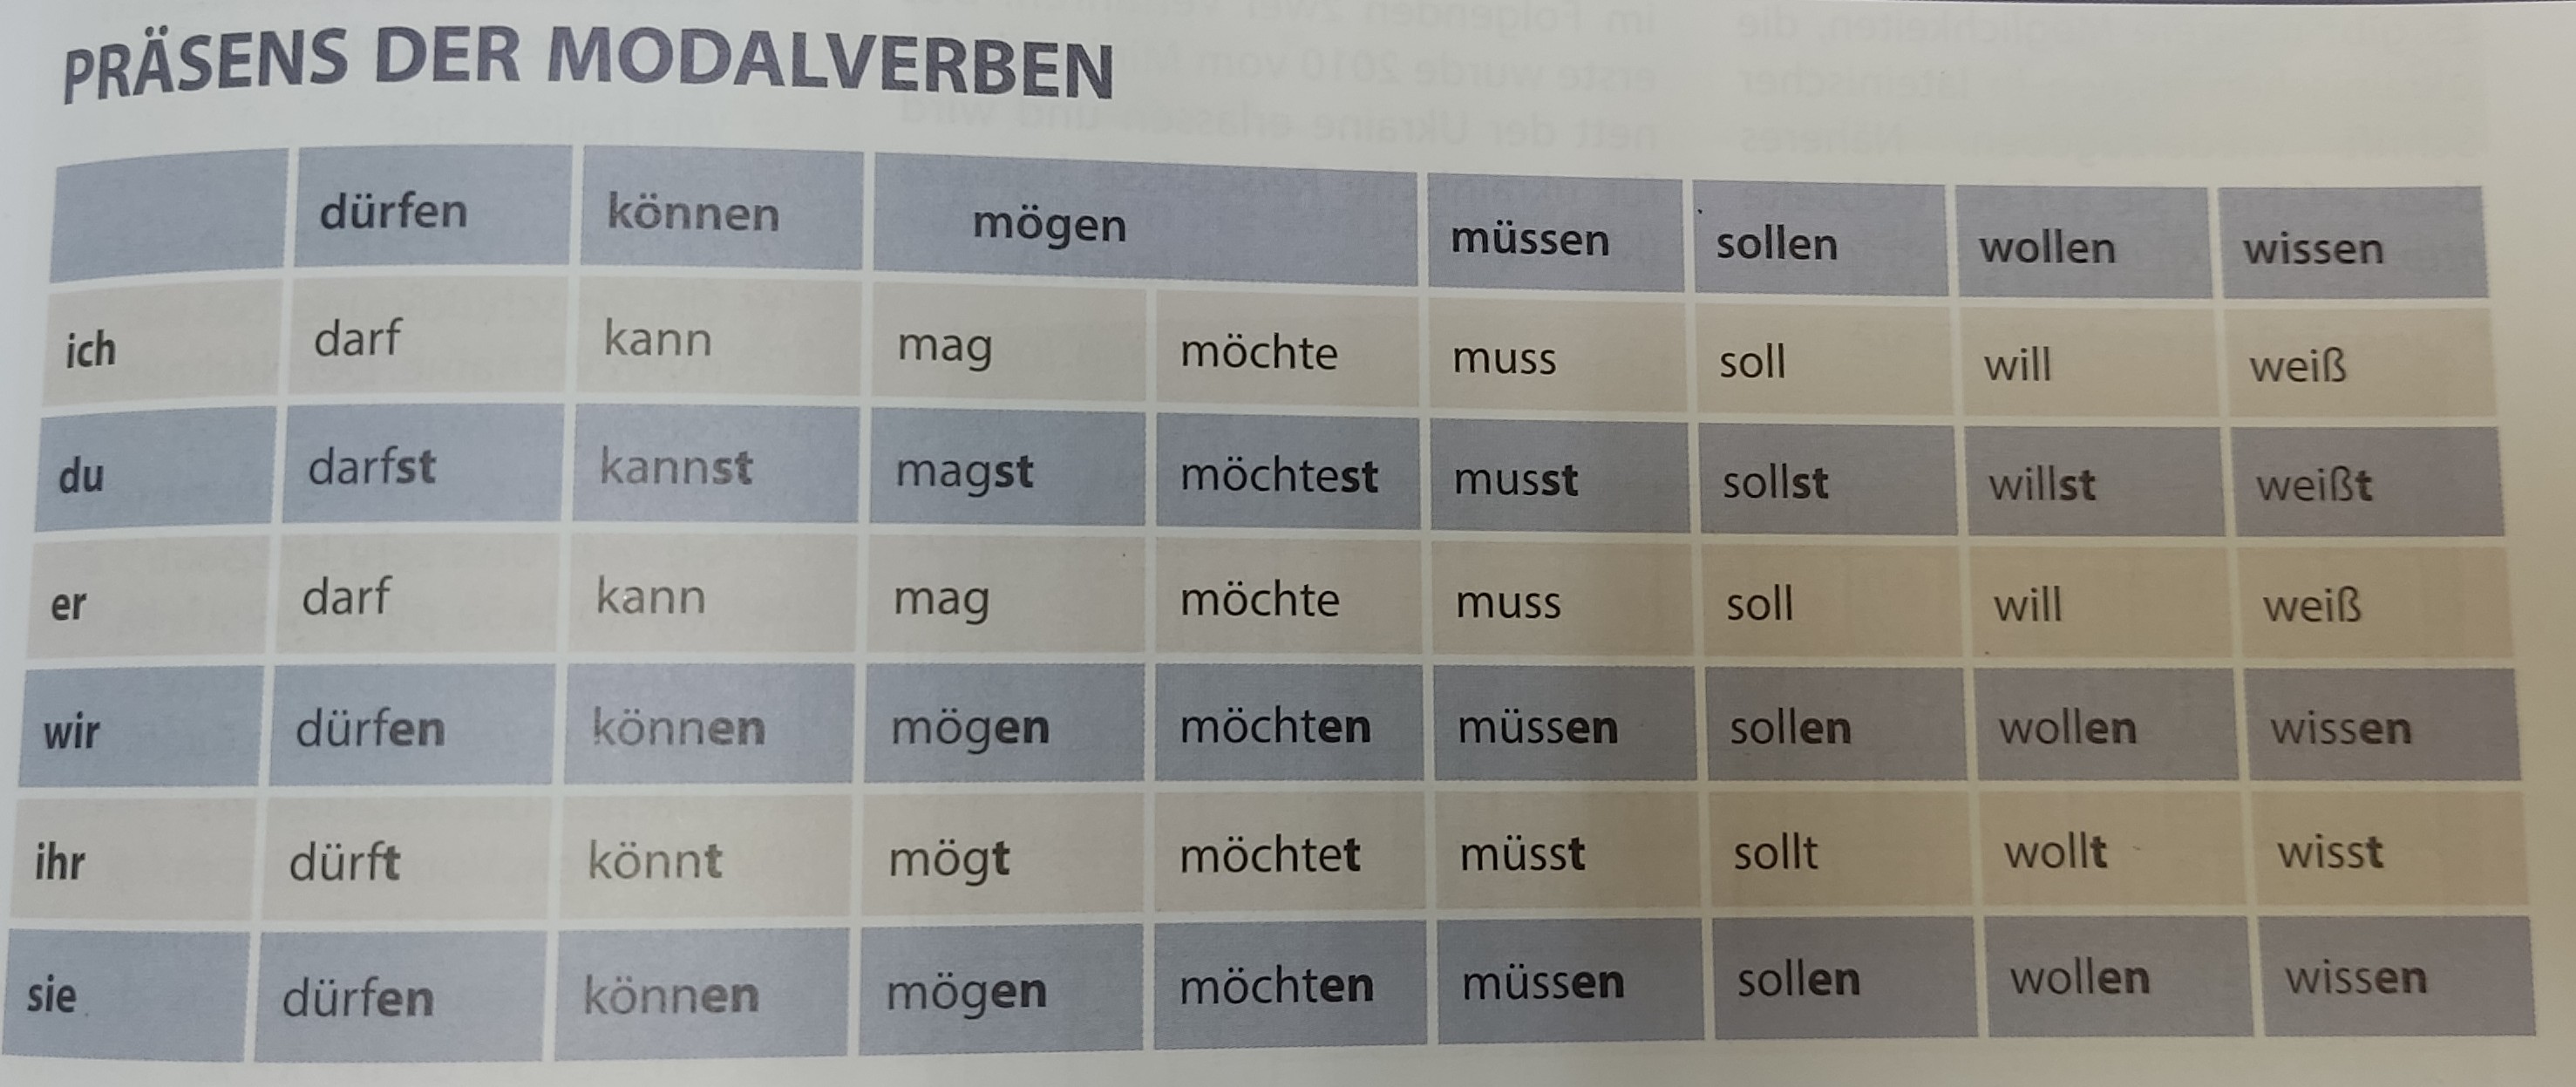 PRÄSENS DER MODALVERBEN
dürfen können mögen müssen sollen wollen wissen
ich darf kann mag möchte muss soll will weiß
du darfst kannst magst möchtest musst sollst willst weißt
er darf kann mag möchte muss soll will weiß
wir dürfen können mögen möchten müssen sollen wollen wissen
ihr dürft könnt mögt möchtet müsst sollt wollt wisst
sie dürfen können mögen möchten müssen sollen wollen wissen